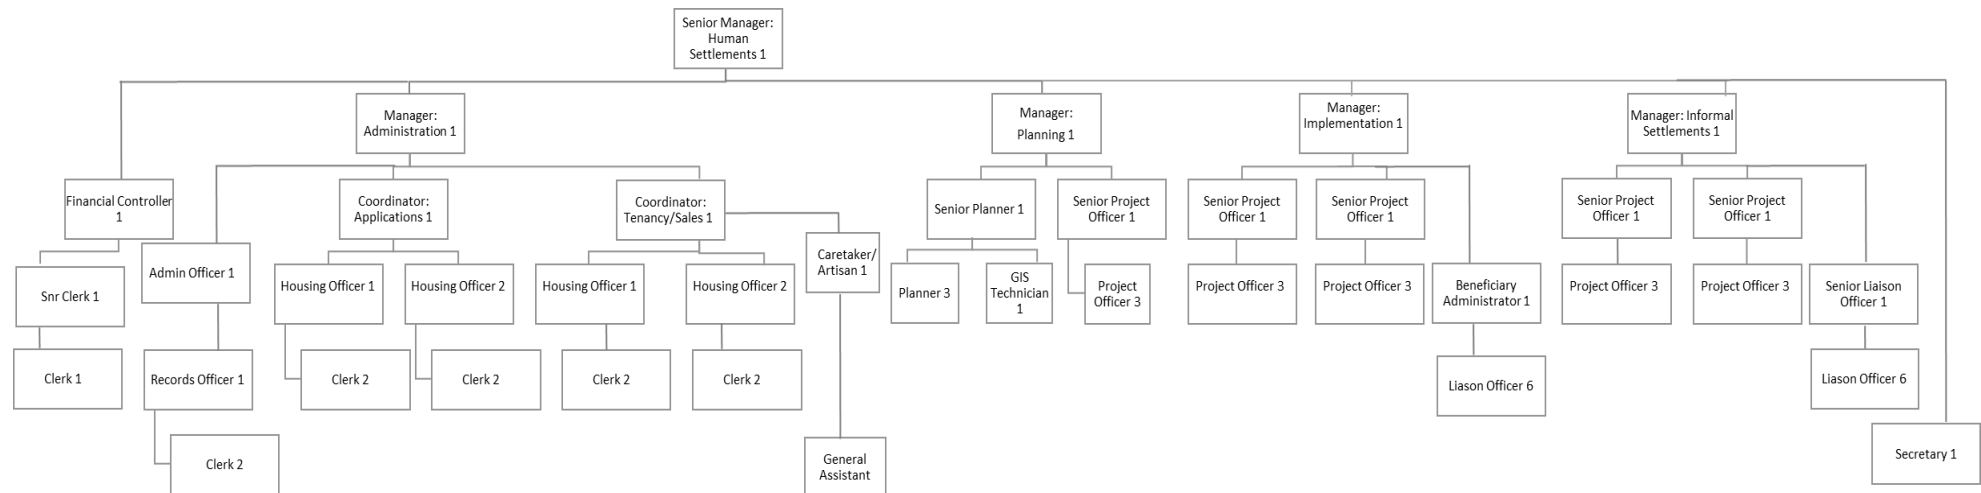 Senior Manager:
Human
Settlements 1
Manager:
Administration 1
Manager:
Planning 1
Manager:
Implementation 1
Manager: Informal
Settlements 1
Financial Controller
1
Coordinator:
Applications 1
Coordinator:
Tenancy/Sales 1
Senior Planner 1
Senior Project
Officer 1
Senior Project
Officer 1
Senior Project
Officer 1
Senior Project
Officer 1
Senior Project
Officer 1
Snr Clerk 1
Admin Officer 1
Housing Officer 1
Housing Officer 2
Housing Officer 1
Housing Officer 2
Caretaker/
Artisan 1
Planner 3
GIS
Technician
1
Project
Officer 3
Project Officer 3
Project Officer 3
Beneficiary
Administrator 1
Project Officer 3
Project Officer 3
Senior Liaison
Officer 1
Clerk 1
Records Officer 1
Clerk 2
Clerk 2
Clerk 2
Clerk 2
Liason Officer 6
Liason Officer 6
Clerk 2
General
Assistant
Secretary 1